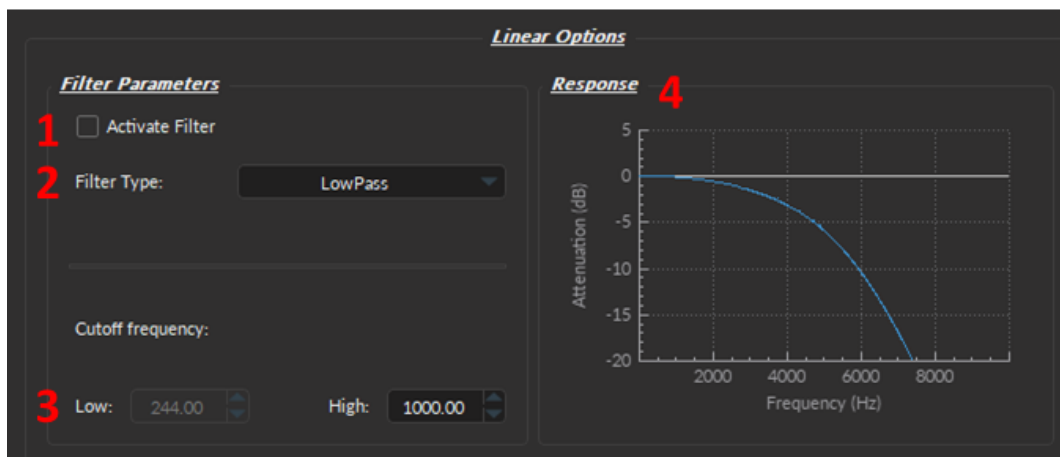 Linear Options
Filter Parameters
1 Activate Filter
2 Filter Type: LowPass
Cutoff frequency:
3 Low: 244.00 High: 1000.00
Response 4
5
0
-5
-10
-15
-20
Attenuation (dB)
2000 4000 6000 8000
Frequency (Hz)